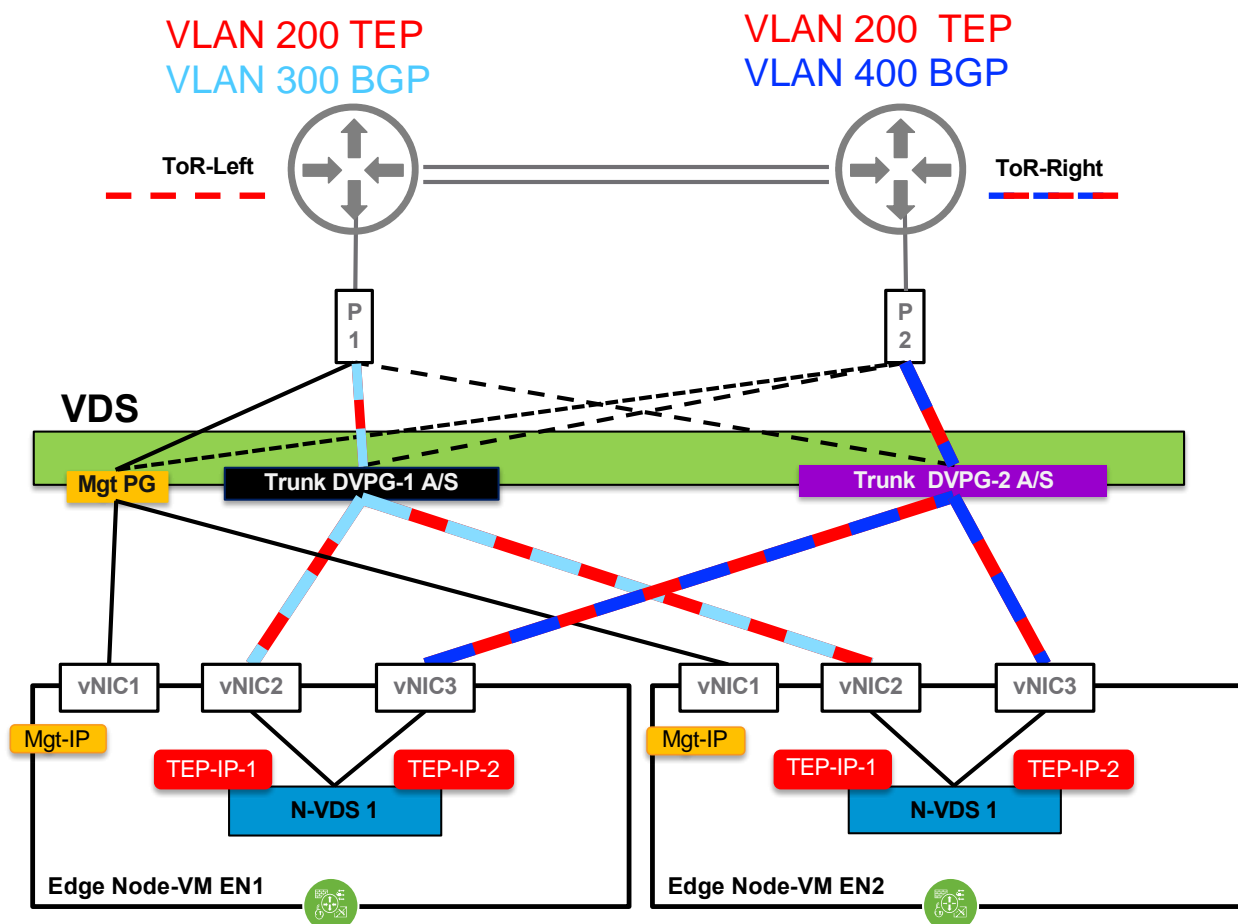 VLAN 200 TEP
VLAN 300 BGP
VLAN 200 TEP
VLAN 400 BGP
ToR-Left
ToR-Right
P
1
P
2
VDS
Mgt PG
Trunk DVPG-1 A/S
Trunk DVPG-2 A/S
vNIC1
vNIC2
vNIC3
vNIC1
vNIC2
vNIC3
Mgt-IP
TEP-IP-1
TEP-IP-2
N-VDS 1
Edge Node-VM EN1
Mgt-IP
TEP-IP-1
TEP-IP-2
N-VDS 1
Edge Node-VM EN2